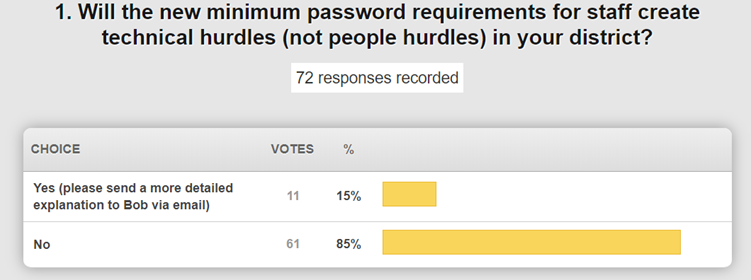 1. Will the new minimum password requirements for staff create
technical hurdles (not people hurdles) in your district?
72 responses recorded
CHOICE VOTES %
Yes (please send a more detailed
explanation to Bob via email) 11 15%
No 61 85%